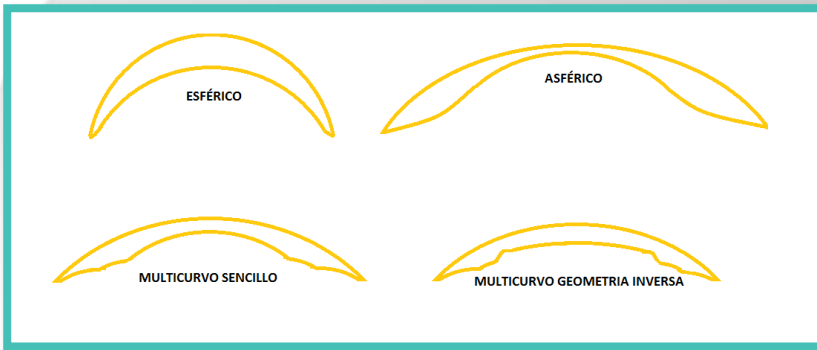 ESFÉRICO
ASFÉRICO
MULTICURVO SENCILLO
MULTICURVO GEOMETRIA INVERSA